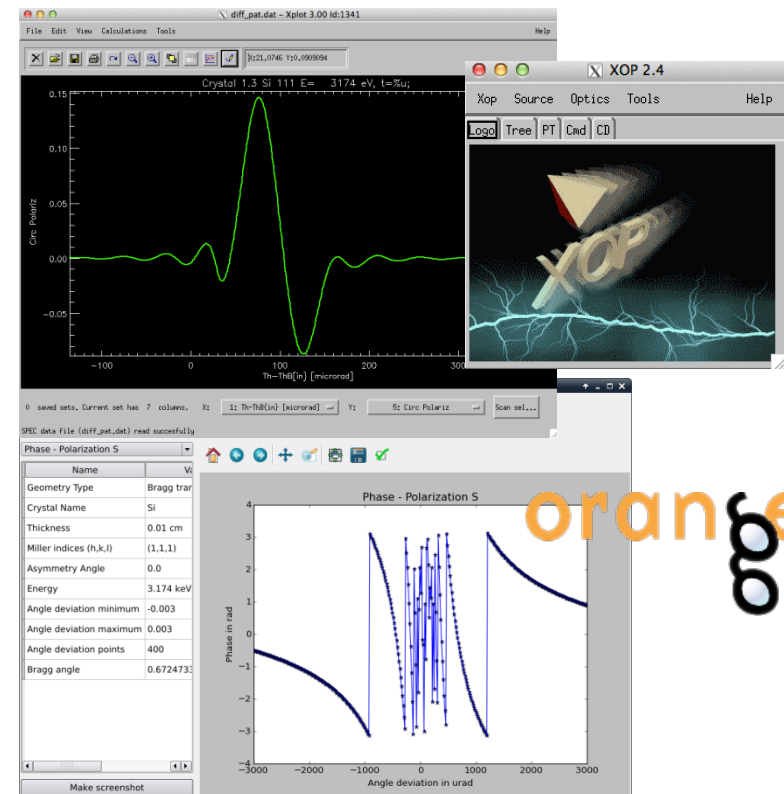 diff_pat.dat - Xplot 3.00 Id:1341
File Edit View Calculations Tools Help
X:21.0746 Y:0.0909094
Crystal 1.3 Si 111 E= 3174 eV, t=%u;
0.15
0.10
0.05
0.00
-0.05
Circ Polariz
-100 0 100 200
Th-ThB{in} [microrad]
0 saved sets. Current set has 7 columns, X: 1: Th-ThB{in} [microrad] Y: 5: Circ Polariz Scan sel...
SPEC data file (diff_pat.dat) read succesfully
XOP 2.4
Xop Source Optics Tools Help
Logo Tree PT Cmd CD
XOP
Phase - Polarization S
Name
Geometry Type Bragg tran
Crystal Name Si
Thickness 0.01 cm
Miller indices (h,k,l) (1,1,1)
Asymmetry Angle 0.0
Energy 3.174 keV
Angle deviation minimum -0.003
Angle deviation maximum 0.003
Angle deviation points 400
Bragg angle 0.6724733
Make screenshot
Phase - Polarization S
4
3
2
1
0
−1
−2
−3
−4
Phase in rad
−3000 −2000 −1000 0 1000 2000 3000
Angle deviation in urad
orange